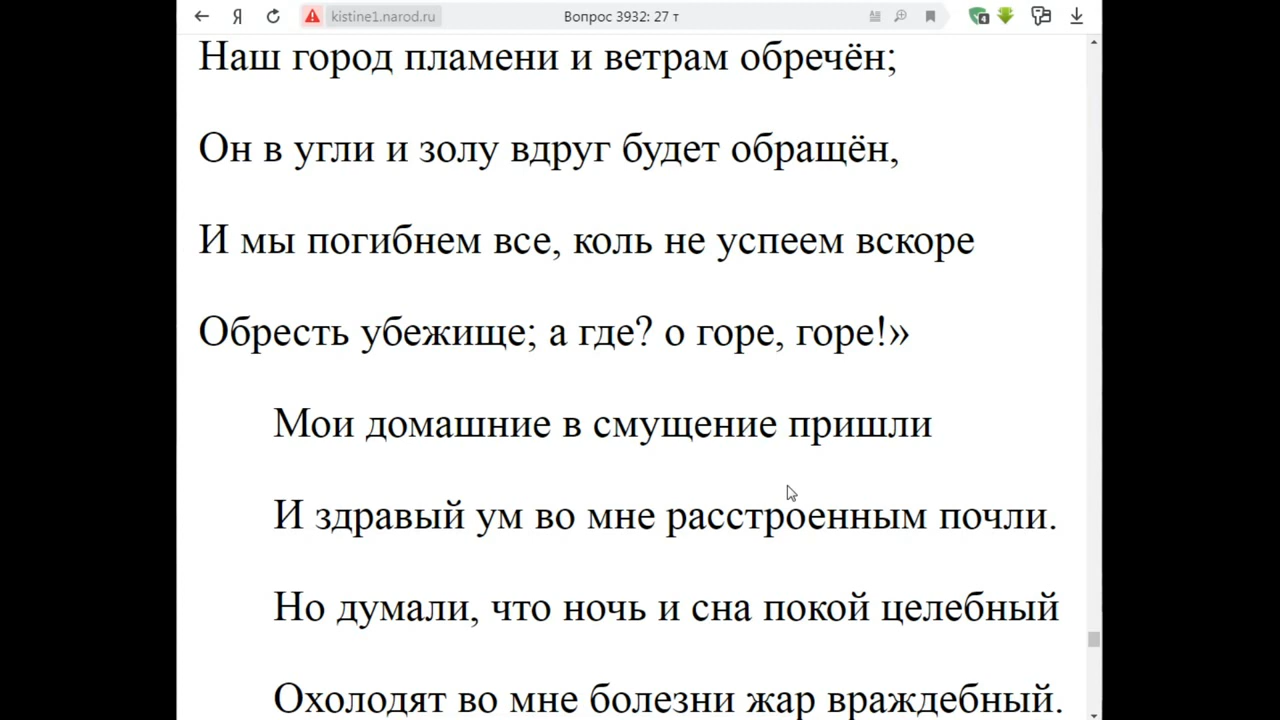 Я
kistine1.narod.ru
Вопрос 3932: 27 т
4
Наш город пламени и ветрам обречён;
Он в угли и золу вдруг будет обращён,
И мы погибнем все, коль не успеем вскоре
Обресть убежище; а где? о горе, горе!»
Мои домашние в смущение пришли
И здравый ум во мне расстроенным почли.
Но думали, что ночь и сна покой целебный
Охолодят во мне болезни жар враждебный.